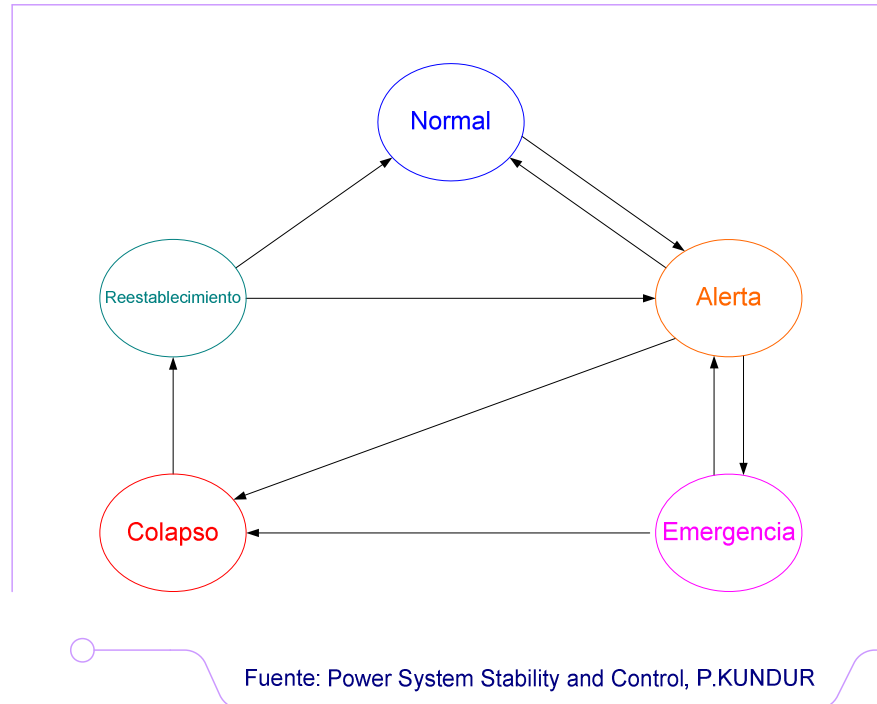 Normal
Reestablecimiento
Alerta
Colapso
Emergencia
Fuente: Power System Stability and Control, P.KUNDUR